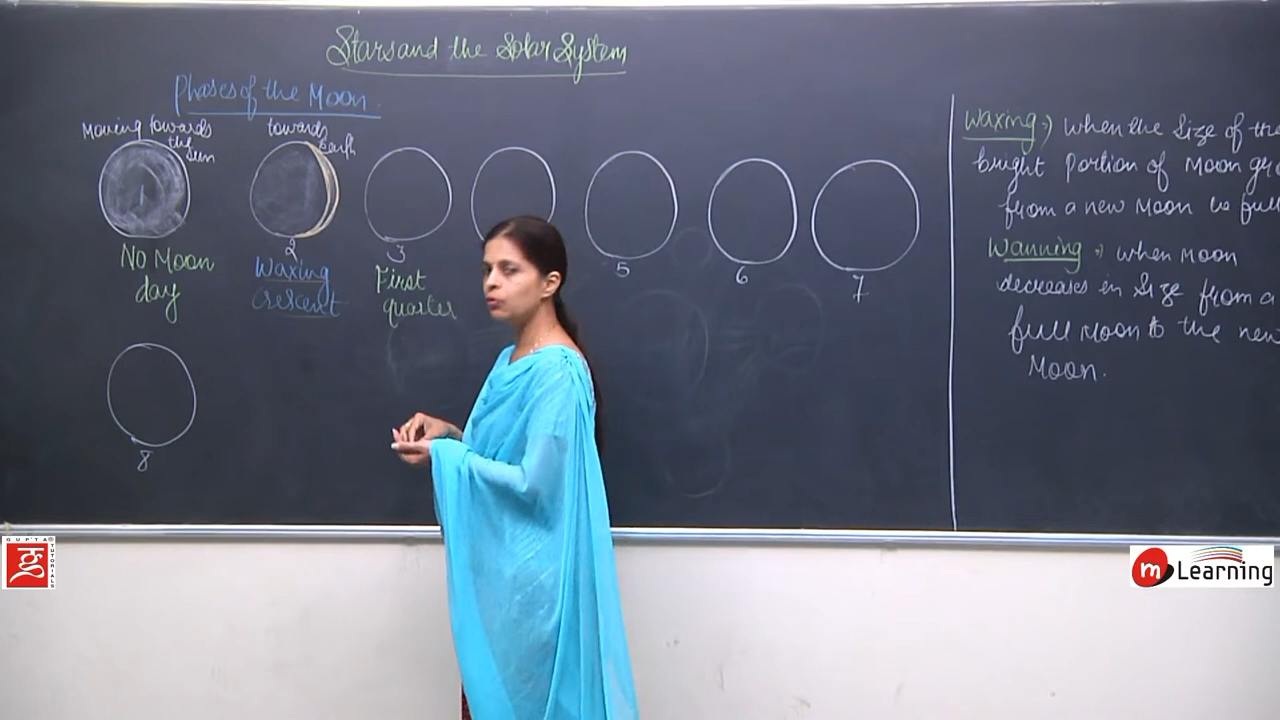 Stars and the Solar System
Phases of the Moon.
Moving towards
the
Sun
towards
Earth
1
2
3
5
6
7
No Moon
day
Waxing
crescent
First
quarter
8
Waxing :) When the Size of the
bright Portion of Moon
from a new Moon to full
Wanning :) When Moon
decreases in Size from a
full Moon to the new
Moon.
GUPTA
TUTORIALS
m Learning